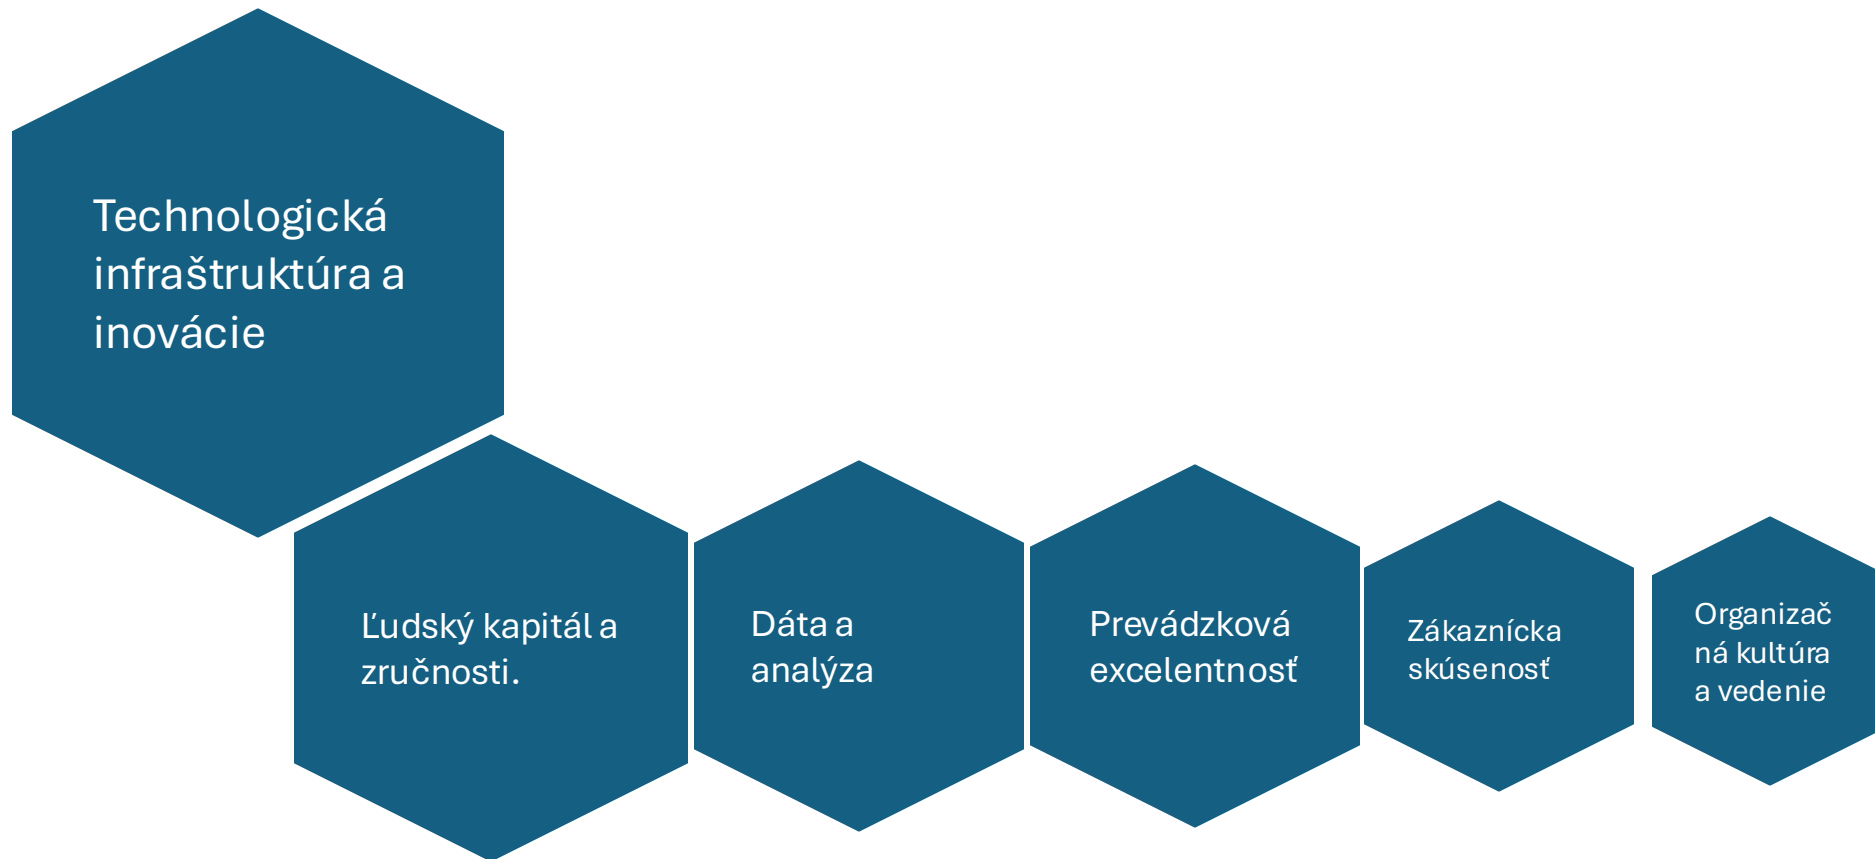 Technologická
infraštruktúra a
inovácie
Ľudský kapitál a
zručnosti.
Dáta a
analýza
Prevádzková
excelentnosť
Zákaznícka
skúsenosť
Organizač
ná kultúra
a vedenie